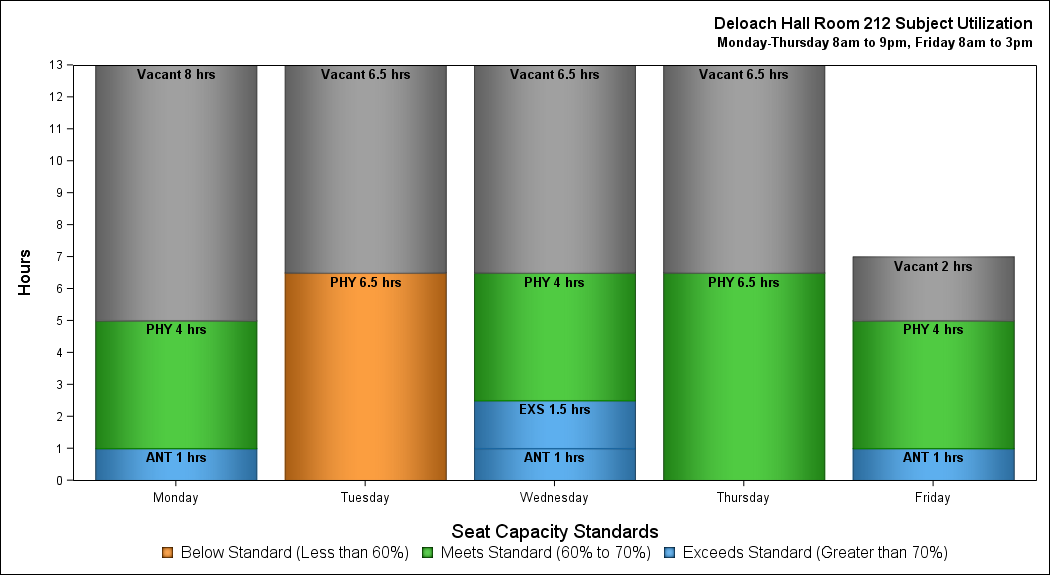 Deloach Hall Room 212 Subject Utilization
Monday-Thursday 8am to 9pm, Friday 8am to 3pm
Hours
13
12
11
10
9
8
7
6
5
4
3
2
1
0
Vacant 8 hrs
PHY 4 hrs
ANT 1 hrs
Vacant 6.5 hrs
PHY 6.5 hrs
Vacant 6.5 hrs
PHY 4 hrs
EXS 1.5 hrs
ANT 1 hrs
Vacant 6.5 hrs
PHY 6.5 hrs
Vacant 2 hrs
PHY 4 hrs
ANT 1 hrs
Monday Tuesday Wednesday Thursday Friday
Seat Capacity Standards
Below Standard (Less than 60%) Meets Standard (60% to 70%) Exceeds Standard (Greater than 70%)